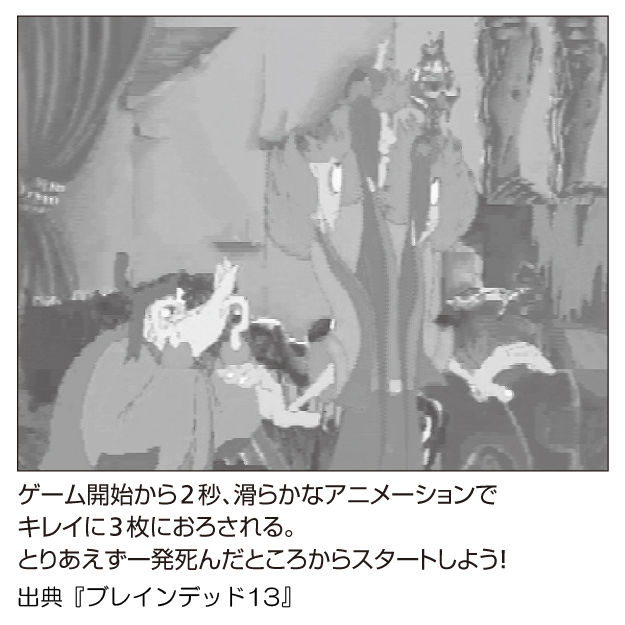 ゲーム開始から2秒、滑らかなアニメーションで
キレイに3枚におろされる。
とりあえず一発死んだところからスタートしよう!
出典『ブレインデッド13』